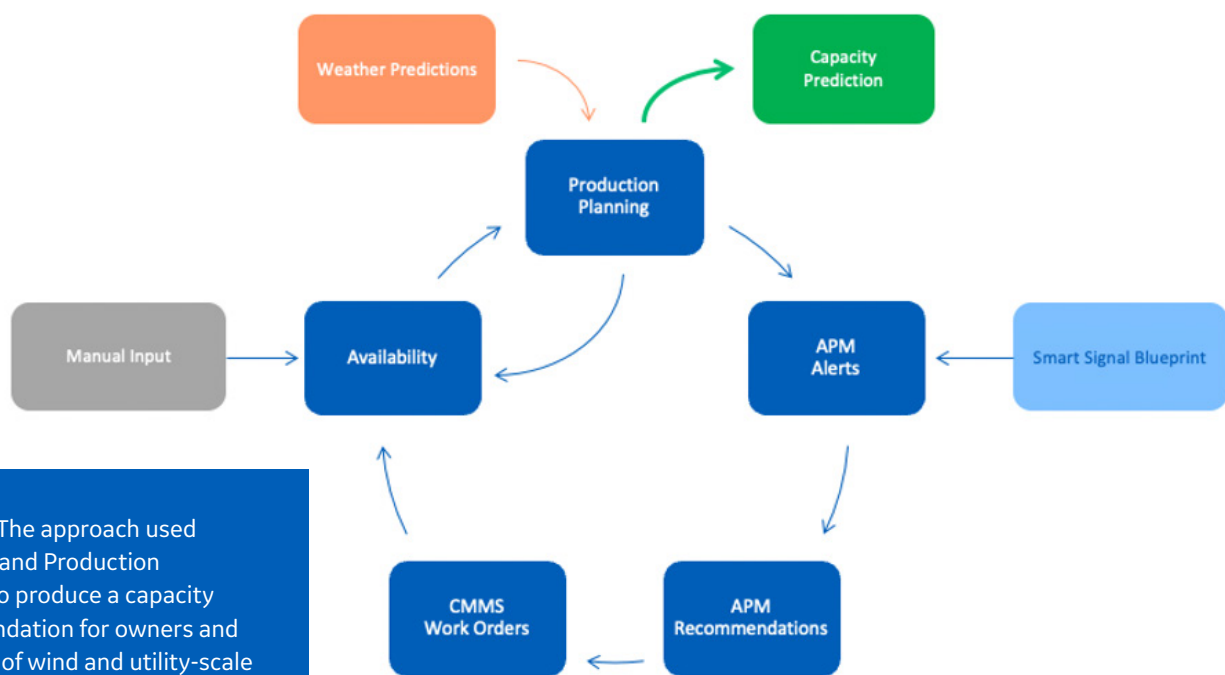 Weather Predictions
Capacity
Prediction
Production
Planning
Manual Input
Availability
APM
Alerts
Smart Signal Blueprint
The approach used
and Production
o produce a capacity
ndation for owners and
of wind and utility-scale
CMMS
Work Orders
APM
Recommendations